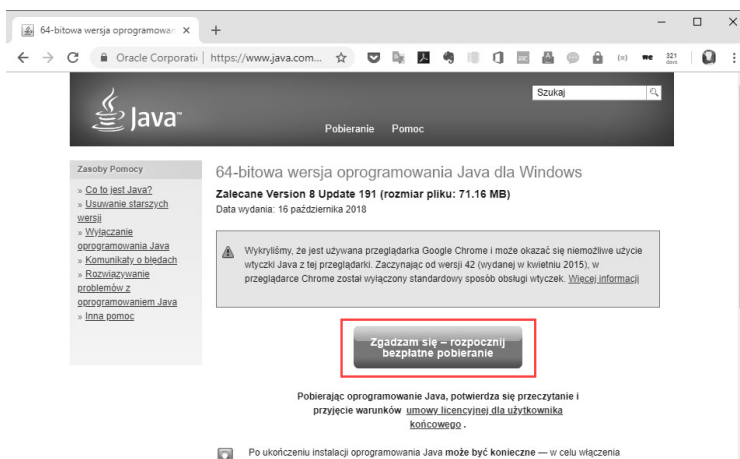 64-bitowa wersja oprogramowan
Oracle Corporatic | https://www.java.com...
321
days
Java™
Szukaj
Pobieranie Pomoc
Zasoby Pomocy
» Co to jest Java?
» Usuwanie starszych
wersji
» Wyłączanie
oprogramowania Java
» Komunikaty o błędach
» Rozwiązywanie
problemów z
oprogramowaniem Java
» Inna pomoc
64-bitowa wersja oprogramowania Java dla Windows
Zalecane Version 8 Update 191 (rozmiar pliku: 71.16 MB)
Data wydania: 16 października 2018
Wykryliśmy, że jest używana przeglądarka Google Chrome i może okazać się niemożliwe użycie
wtyczki Java z tej przeglądarki. Zaczynając od wersji 42 (wydanej w kwietniu 2015), w
przeglądarce Chrome został wyłączony standardowy sposób obsługi wtyczek. Więcej informacji
Zgadzam się – rozpocznij
bezpłatne pobieranie
Pobierając oprogramowanie Java, potwierdza się przeczytanie i
przyjęcie warunków umowy licencyjnej dla użytkownika
końcowego .
Po ukończeniu instalacji oprogramowania Java może być konieczne — w celu włączenia